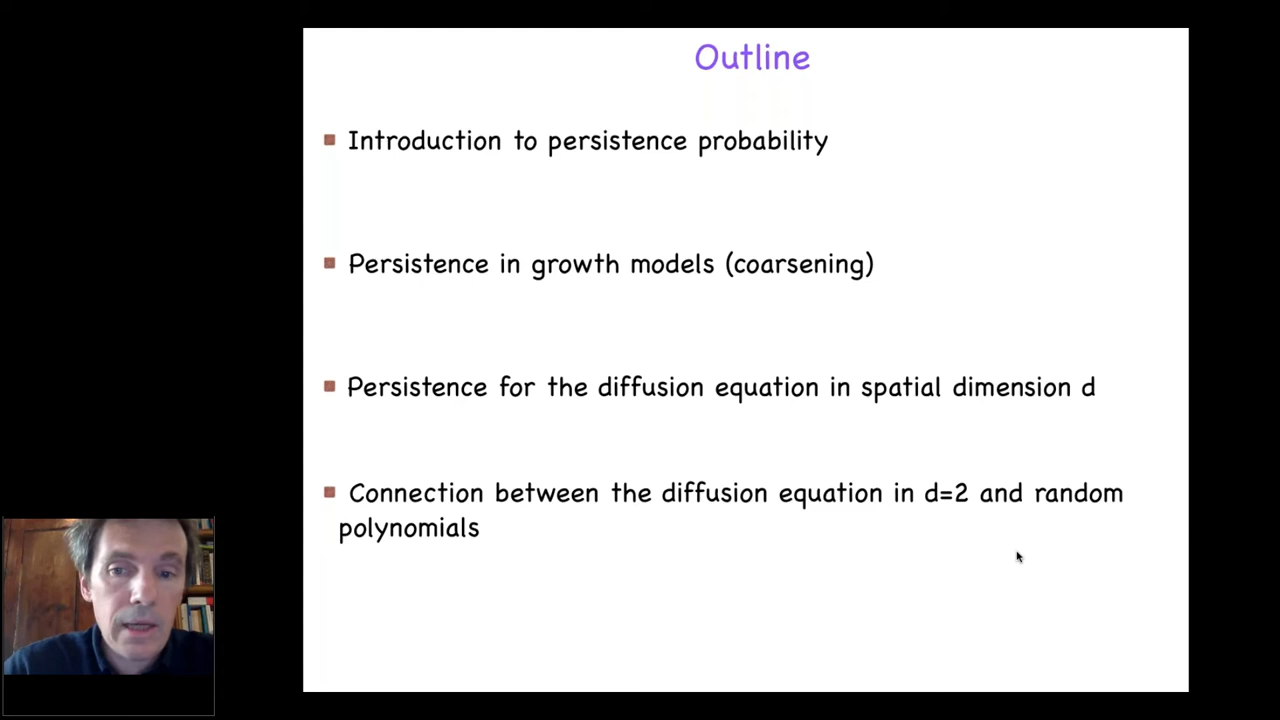 Outline
Introduction to persistence probability
Persistence in growth models (coarsening)
Persistence for the diffusion equation in spatial dimension d
Connection between the diffusion equation in d=2 and random
polynomials